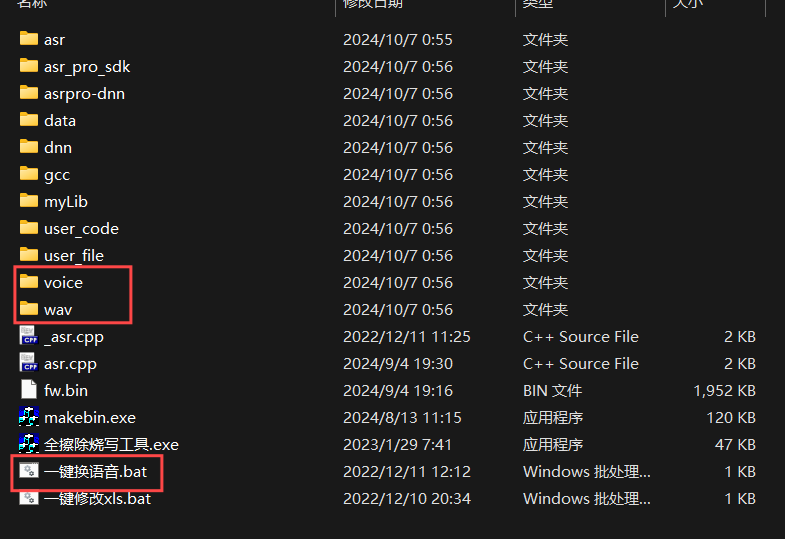 名称 修改日期 类型 大小
asr 2024/10/7 0:55 文件夹
asr_pro_sdk 2024/10/7 0:56 文件夹
asrpro-dnn 2024/10/7 0:56 文件夹
data 2024/10/7 0:56 文件夹
dnn 2024/10/7 0:56 文件夹
gcc 2024/10/7 0:56 文件夹
myLib 2024/10/7 0:56 文件夹
user_code 2024/10/7 0:56 文件夹
user_file 2024/10/7 0:56 文件夹
voice 2024/10/7 0:56 文件夹
wav 2024/10/7 0:56 文件夹
_asr.cpp 2022/12/11 11:25 C++ Source File 2 KB
asr.cpp 2024/9/4 19:30 C++ Source File 2 KB
fw.bin 2024/9/4 19:16 BIN 文件 1,952 KB
makebin.exe 2024/8/13 11:15 应用程序 120 KB
全擦除烧写工具.exe 2023/1/29 7:41 应用程序 47 KB
一键换语音.bat 2022/12/11 12:12 Windows 批处理... 1 KB
一键修改xls.bat 2022/12/10 20:34 Windows 批处理... 1 KB